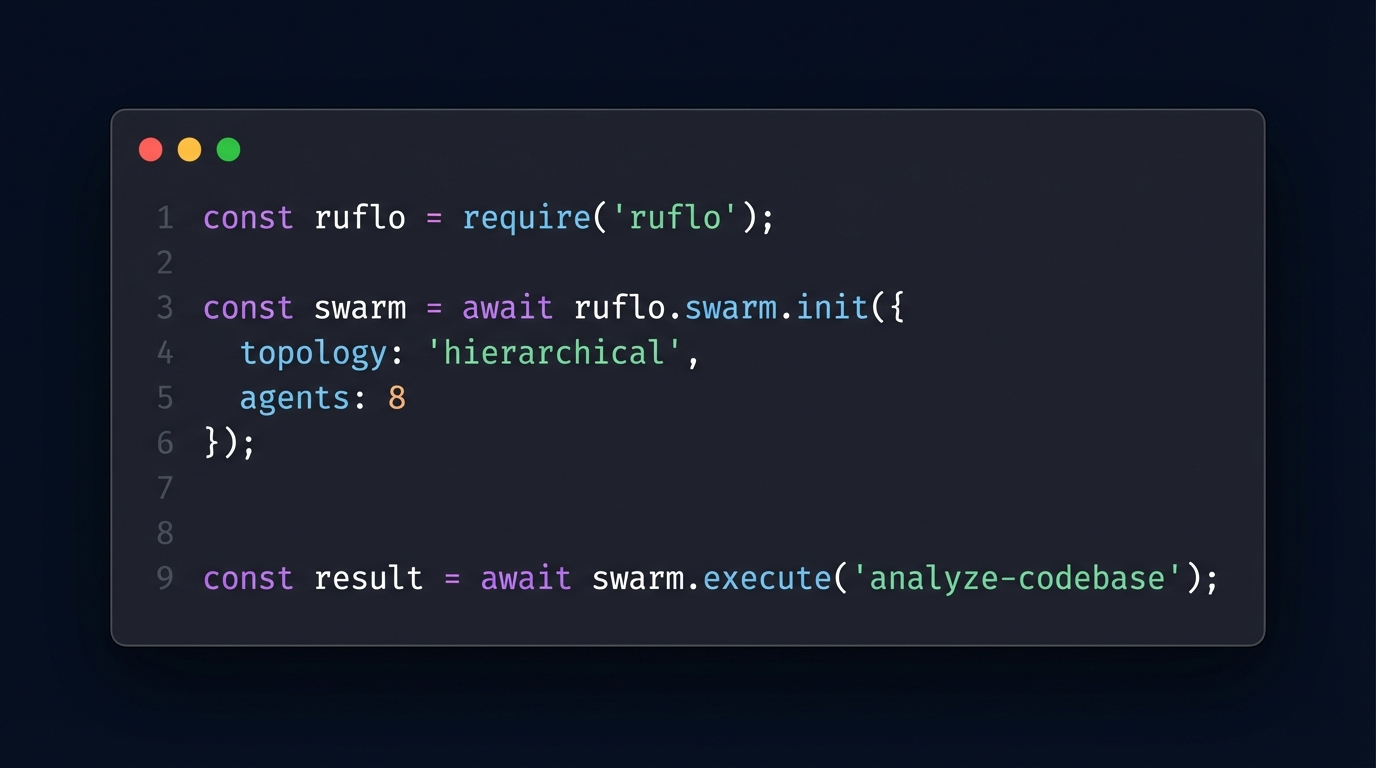 1 const ruflo = require('ruflo');
2
3 const swarm = await ruflo.swarm.init({
4   topology: 'hierarchical',
5   agents: 8
6 });
7
8
9 const result = await swarm.execute('analyze-codebase');